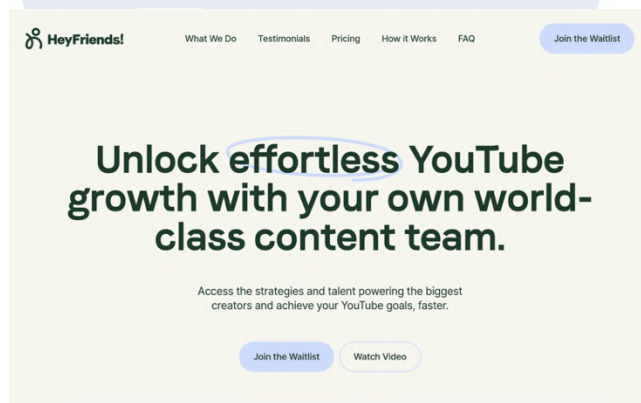 HeyFriends!
What We Do
Testimonials
Pricing
How it Works
FAQ
Join the Waitlist
Unlock effortless YouTube
growth with your own world-
class content team.
Access the strategies and talent powering the biggest
creators and achieve your YouTube goals, faster.
Join the Waitlist
Watch Video